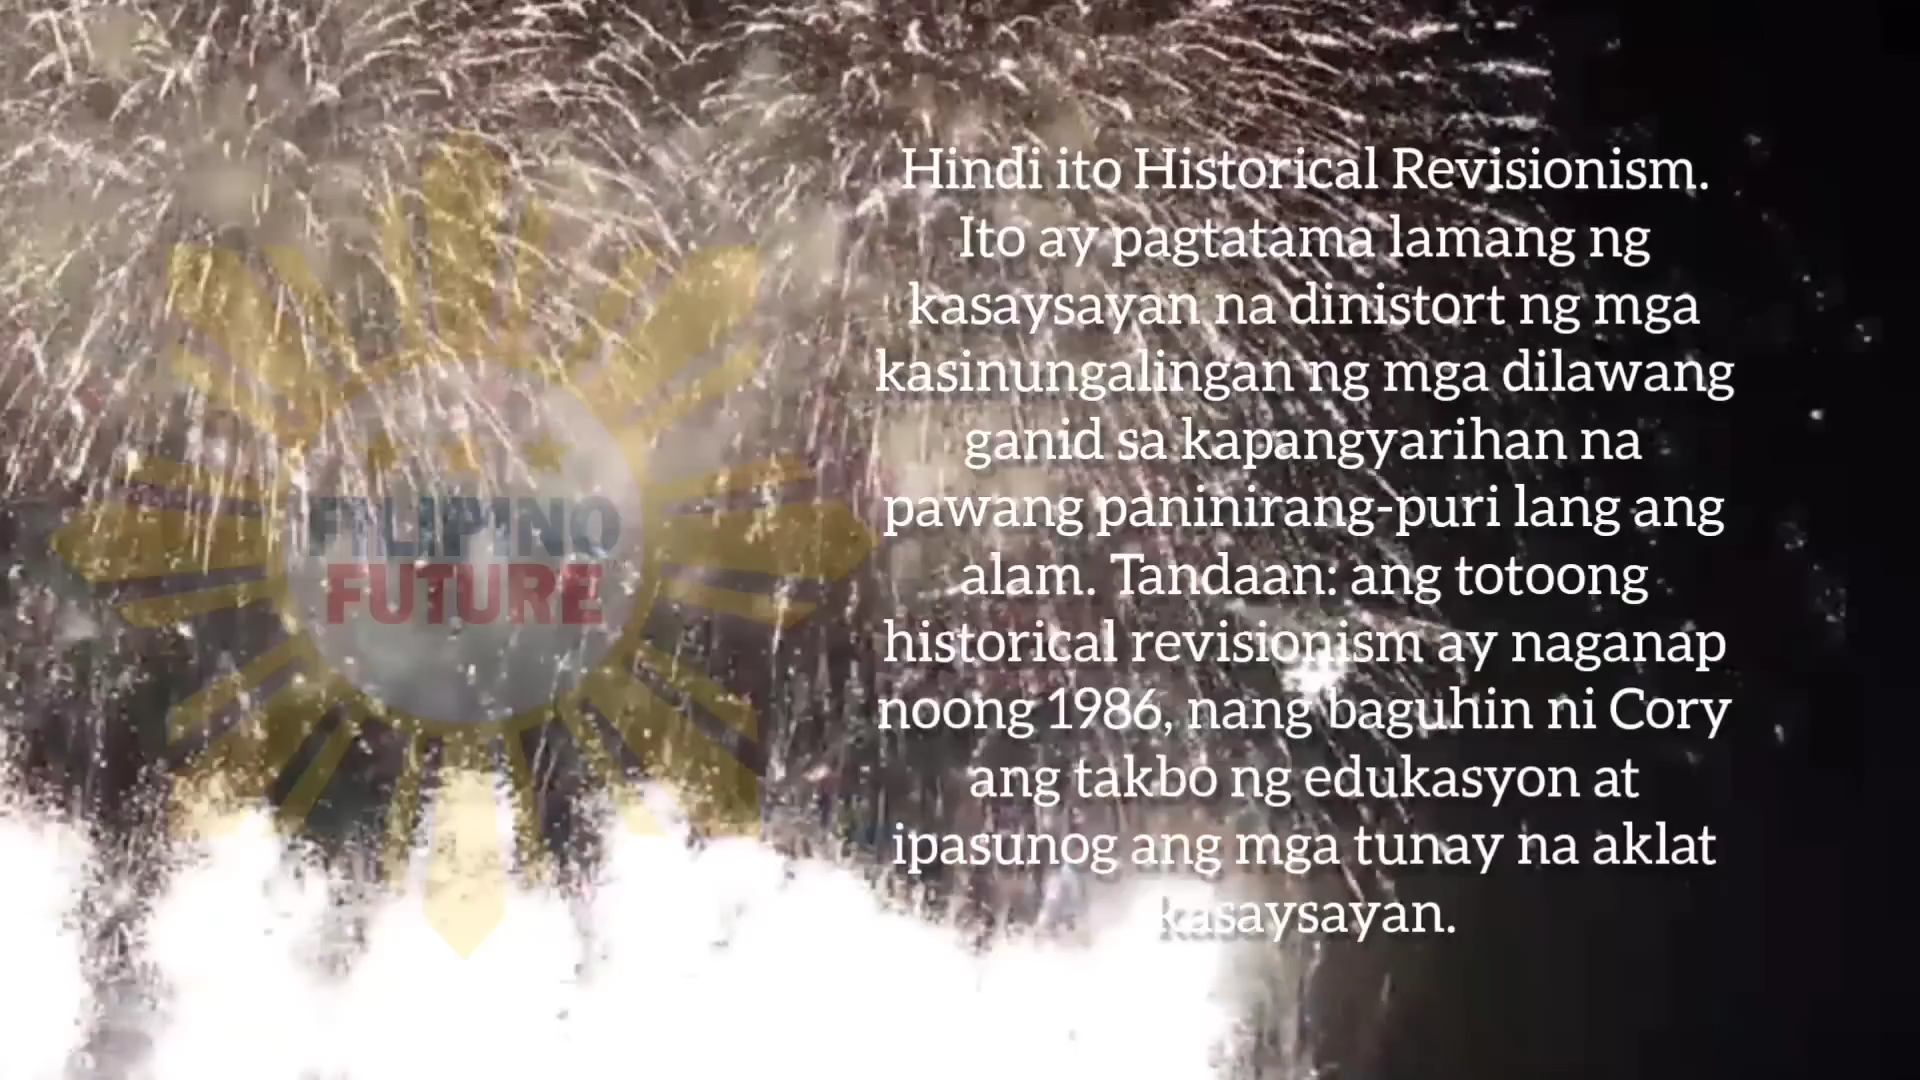 Hindi ito Historical Revisionism.
Ito ay pagtatama lamang ng
kasaysayan na dinistort ng mga
kasinungalingan ng mga dilawang
ganid sa kapangyarihan na
pawang paninirang-puri lang ang
alam. Tandaan: ang totoong
historical revisionism ay naganap
noong 1986, nang baguhin ni Cory
ang takbo ng edukasyon at
ipasunog ang mga tunay na aklat
kasaysayan.
FILIPINO
FUTURE